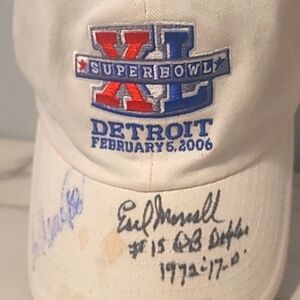 XL
SUPER BOWL
DETROIT
FEBRUARY 5, 2006
Earl Morrall
#15 QB Dolphins
1972 '17-0'